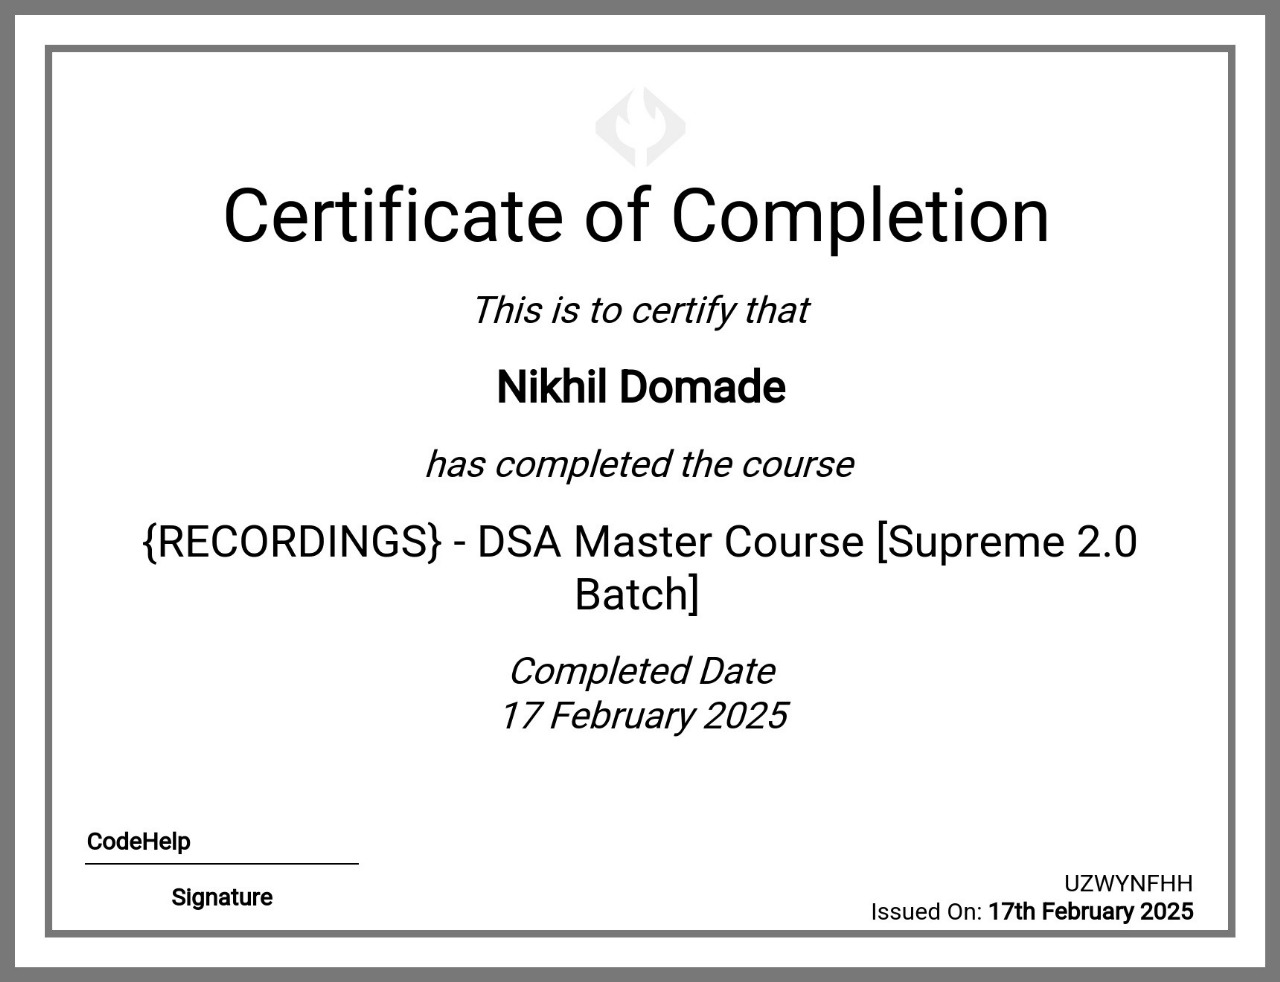 Certificate of Completion
This is to certify that
Nikhil Domade
has completed the course
{RECORDINGS} - DSA Master Course [Supreme 2.0
Batch]
Completed Date
17 February 2025
CodeHelp
Signature
UZWYNFHH
Issued On: 17th February 2025